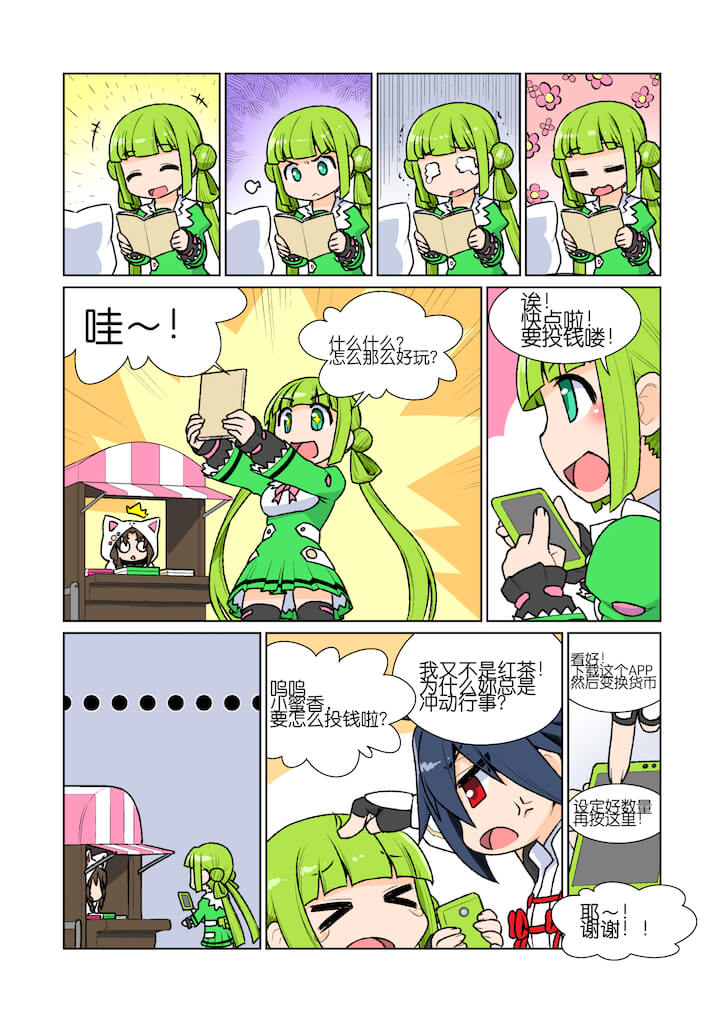 哇～！
什么什么？
怎么那么好玩？
诶！
快点啦！
要投钱喽！
●●●●●●●●●●●●
呜呜
小蜜香，
要怎么投钱啦？
我又不是红茶！
为什么妳总是
冲动行事？
看好！
下载这个APP
然后变换货币
设定好数量
再按这里！
耶～！
谢谢！！